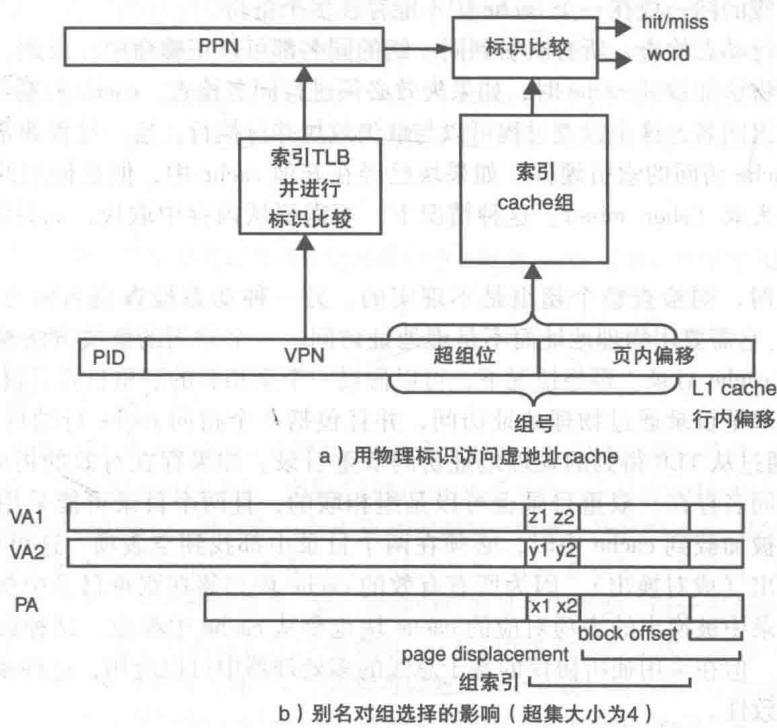 PPN
标识比较
hit/miss
word
索引TLB
并进行
标识比较
索引
cache组
PID
VPN
超组位
页内偏移
L1 cache
行内偏移
组号
a）用物理标识访问虚地址cache
VA1
z1 z2
VA2
y1 y2
PA
x1 x2
block offset
page displacement
组索引
b）别名对组选择的影响（超集大小为4）